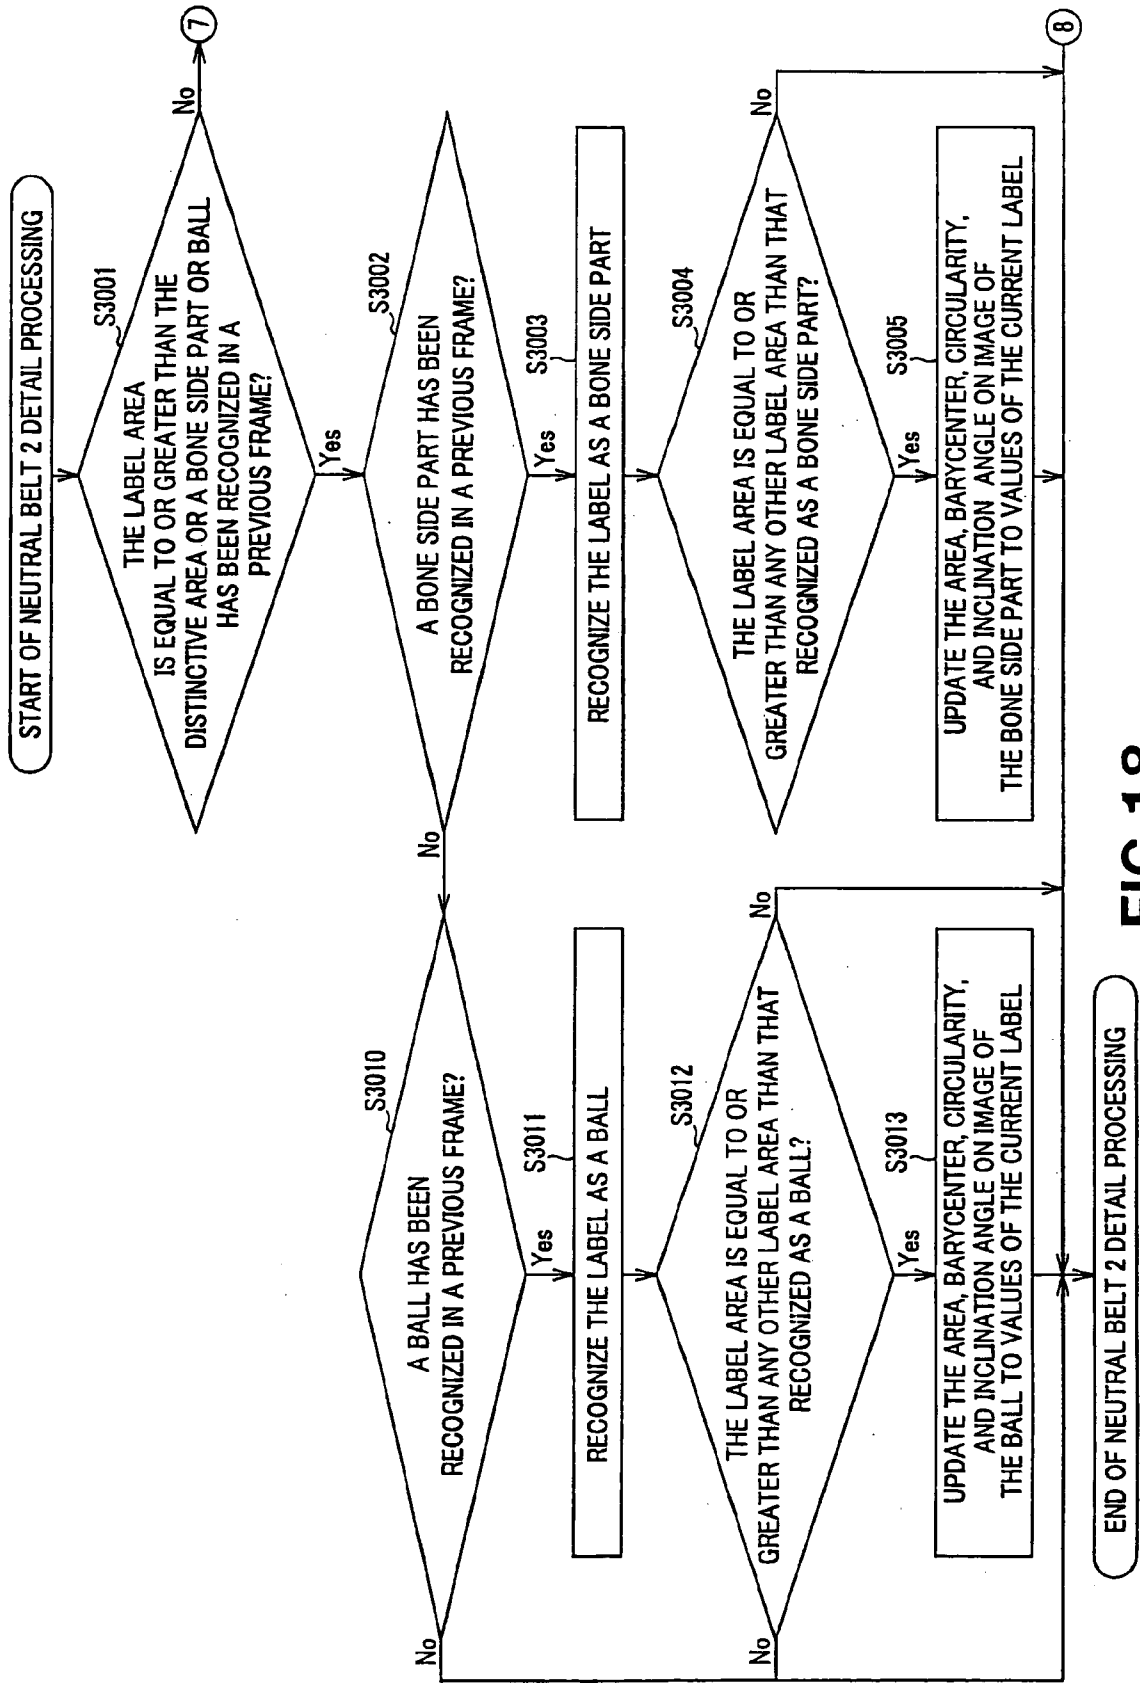 START OF NEUTRAL BELT 2 DETAIL PROCESSING
S3001
THE LABEL AREA
IS EQUAL TO OR GREATER THAN THE
DISTINCTIVE AREA OR A BONE SIDE PART OR BALL
HAS BEEN RECOGNIZED IN A
PREVIOUS FRAME?
No
7
Yes
S3002
A BONE SIDE PART HAS BEEN
RECOGNIZED IN A PREVIOUS FRAME?
No
Yes
S3003
RECOGNIZE THE LABEL AS A BONE SIDE PART
S3004
THE LABEL AREA IS EQUAL TO OR
GREATER THAN ANY OTHER LABEL AREA THAN THAT
RECOGNIZED AS A BONE SIDE PART?
No
Yes
S3005
UPDATE THE AREA, BARYCENTER, CIRCULARITY,
AND INCLINATION ANGLE ON IMAGE OF
THE BONE SIDE PART TO VALUES OF THE CURRENT LABEL
8
S3010
A BALL HAS BEEN
RECOGNIZED IN A PREVIOUS FRAME?
No
Yes
S3011
RECOGNIZE THE LABEL AS A BALL
S3012
THE LABEL AREA IS EQUAL TO OR
GREATER THAN ANY OTHER LABEL AREA THAN THAT
RECOGNIZED AS A BALL?
No
No
Yes
S3013
UPDATE THE AREA, BARYCENTER, CIRCULARITY,
AND INCLINATION ANGLE ON IMAGE OF
THE BALL TO VALUES OF THE CURRENT LABEL
END OF NEUTRAL BELT 2 DETAIL PROCESSING